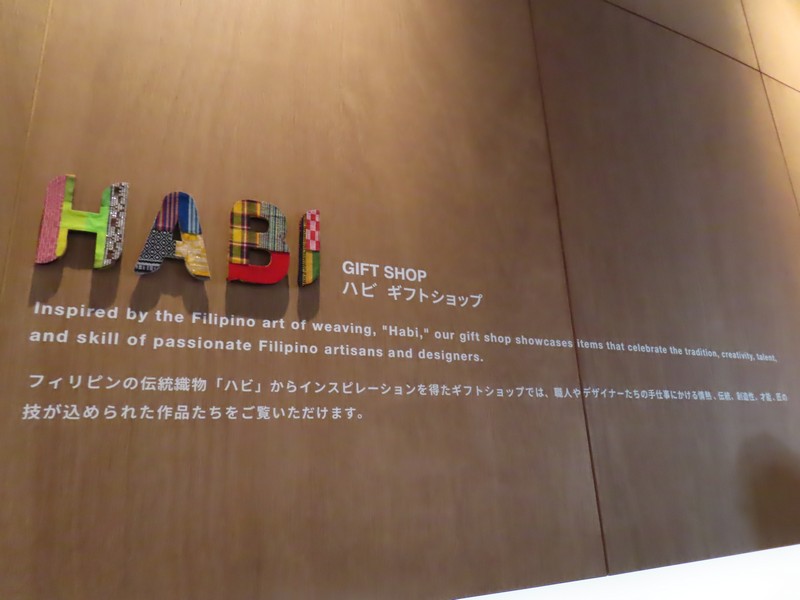 HABI
GIFT SHOP
ハビ ギフトショップ
Inspired by the Filipino art of weaving, "Habi," our gift shop showcases items that celebrate the tradition, creativity, talent,
and skill of passionate Filipino artisans and designers.
フィリピンの伝統織物「ハビ」からインスピレーションを得たギフトショップでは、職人やデザイナーたちの手仕事にかける情熱、伝統、創造性、才能、匠の
技が込められた作品たちをご覧いただけます。